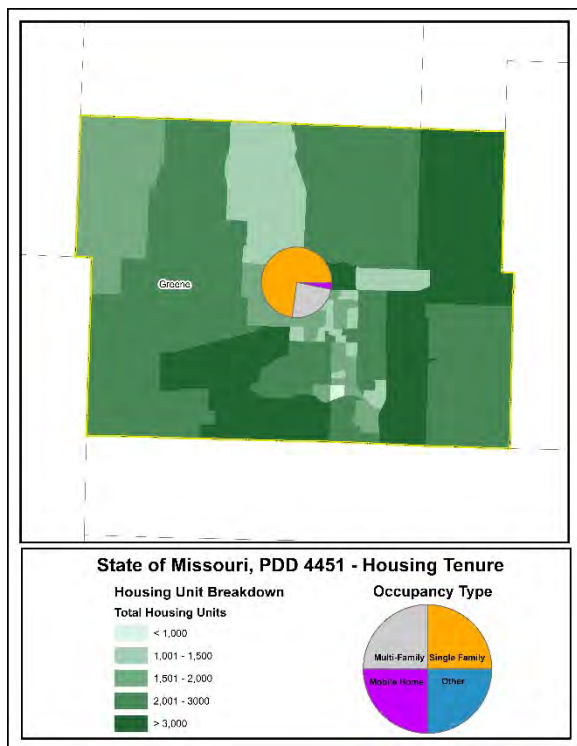 Greene
State of Missouri, PDD 4451 - Housing Tenure
Housing Unit Breakdown
Total Housing Units
< 1,000
1,001 - 1,500
1,501 - 2,000
2,001 - 3000
> 3,000
Occupancy Type
Multi-Family
Single Family
Mobile Home
Other